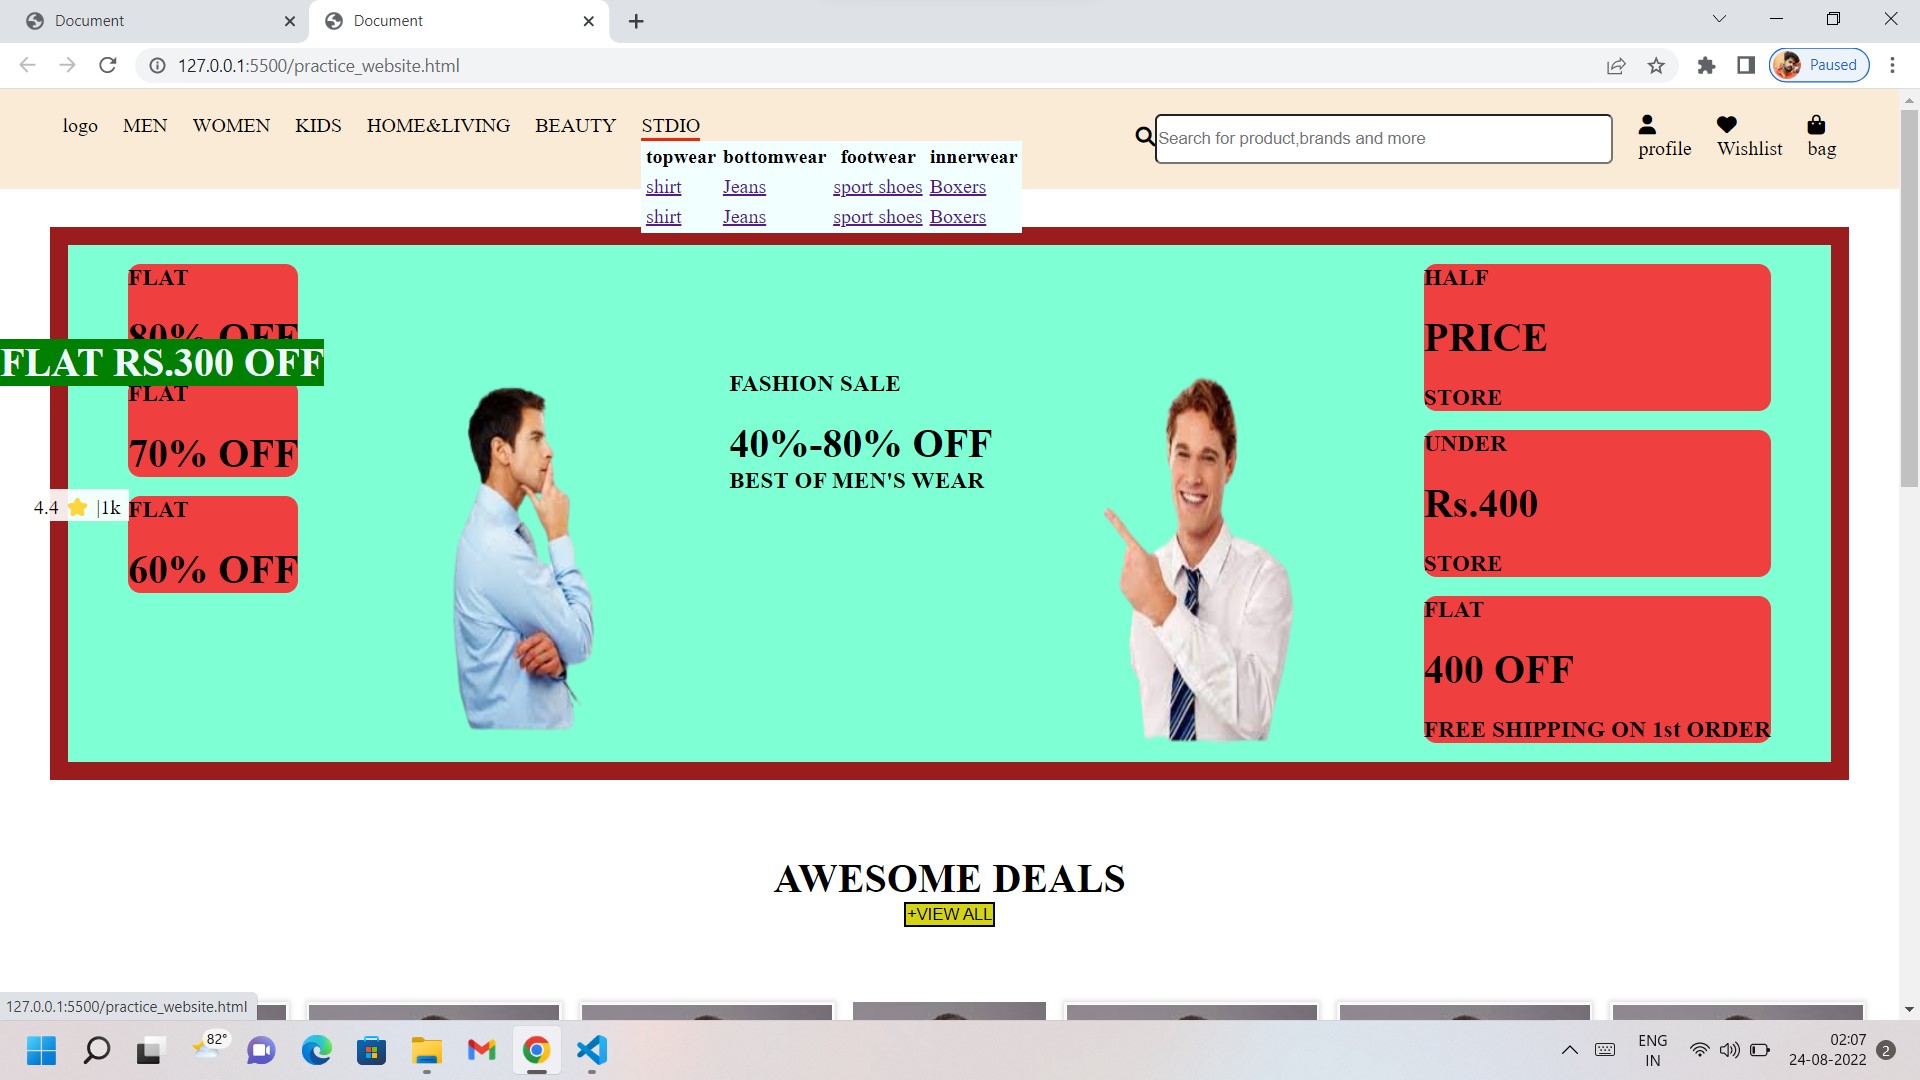 Document
Document
127.0.0.1:5500/practice_website.html
Paused
logo MEN WOMEN KIDS HOME&LIVING BEAUTY STDIO
Search for product,brands and more
profile Wishlist bag
topwear bottomwear footwear innerwear
shirt Jeans sport shoes Boxers
shirt Jeans sport shoes Boxers
FLAT
80% OFF
FLAT RS.300 OFF
FLAT
70% OFF
4.4 |1k
FLAT
60% OFF
FASHION SALE
40%-80% OFF
BEST OF MEN'S WEAR
HALF
PRICE
STORE
UNDER
Rs.400
STORE
FLAT
400 OFF
FREE SHIPPING ON 1st ORDER
AWESOME DEALS
+VIEW ALL
127.0.0.1:5500/practice_website.html
82°
ENG
IN
02:07
24-08-2022
2